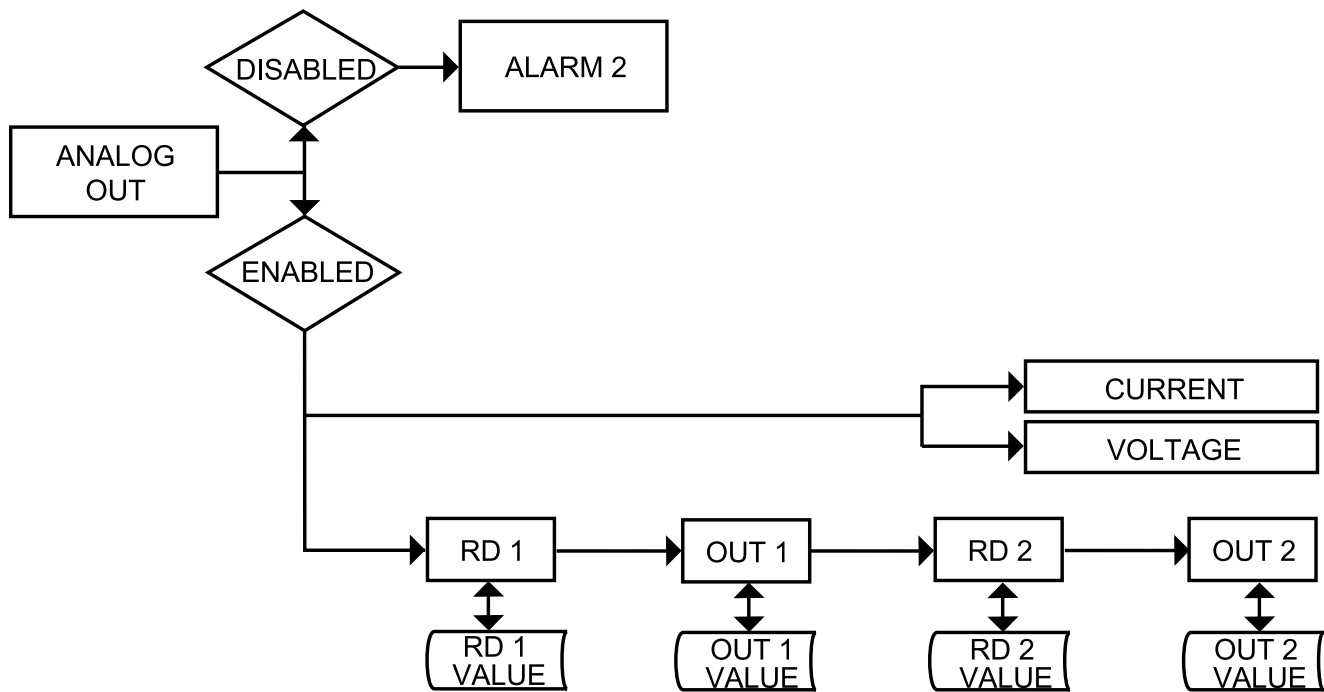 DISABLED
ALARM 2
ANALOG
OUT
ENABLED
CURRENT
VOLTAGE
RD 1
OUT 1
RD 2
OUT 2
RD 1
VALUE
OUT 1
VALUE
RD 2
VALUE
OUT 2
VALUE